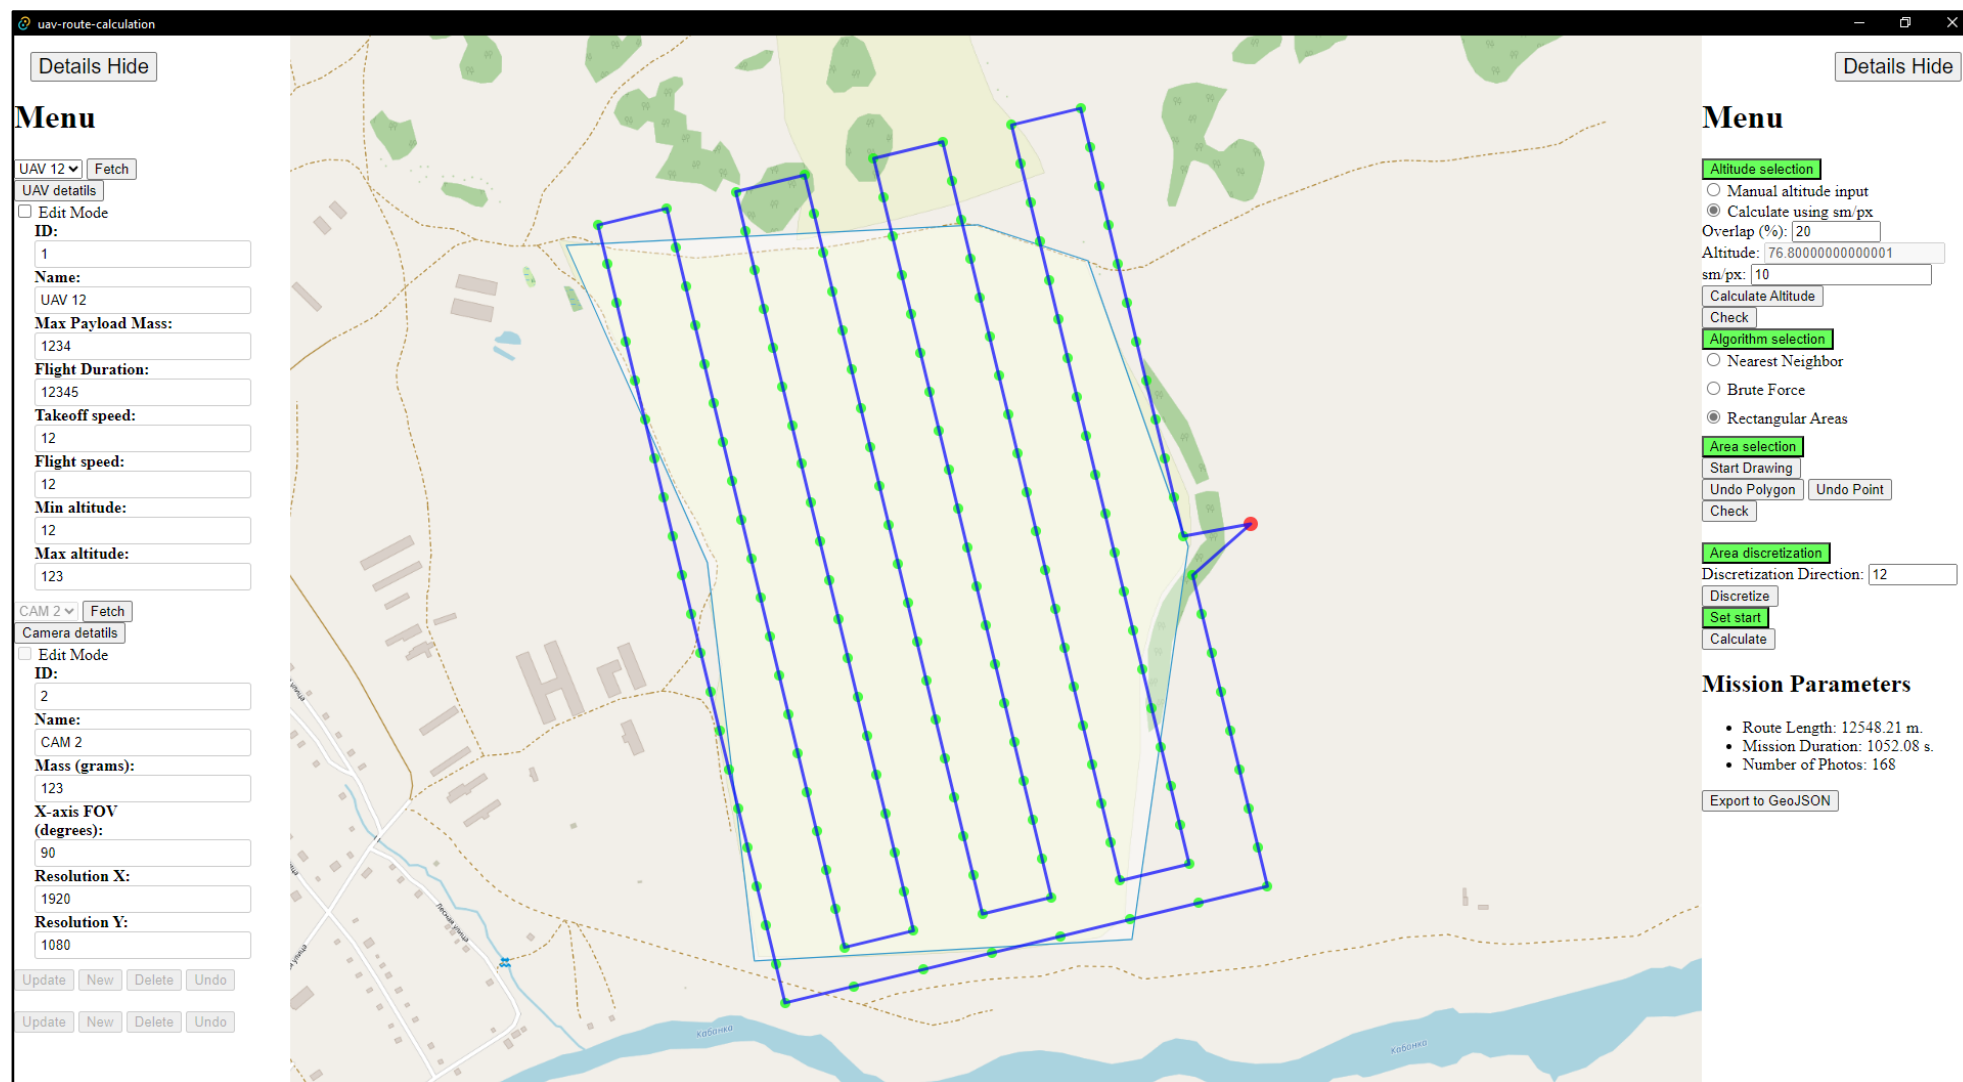 uav-route-calculation
Details Hide
Menu
UAV 12
Fetch
UAV detatils
Edit Mode
ID:
1
Name:
UAV 12
Max Payload Mass:
1234
Flight Duration:
12345
Takeoff speed:
12
Flight speed:
12
Min altitude:
12
Max altitude:
123
CAM 2
Fetch
Camera detatils
Edit Mode
ID:
2
Name:
CAM 2
Mass (grams):
123
X-axis FOV
(degrees):
90
Resolution X:
1920
Resolution Y:
1080
Update New Delete Undo
Update New Delete Undo
Лесная улица
улица
Кабанка
Кабанка
Details Hide
Menu
Altitude selection
Manual altitude input
Calculate using sm/px
Overlap (%): 20
Altitude: 76.80000000000001
sm/px: 10
Calculate Altitude
Check
Algorithm selection
Nearest Neighbor
Brute Force
Rectangular Areas
Area selection
Start Drawing
Undo Polygon Undo Point
Check
Area discretization
Discretization Direction: 12
Discretize
Set start
Calculate
Mission Parameters
Route Length: 12548.21 m.
Mission Duration: 1052.08 s.
Number of Photos: 168
Export to GeoJSON